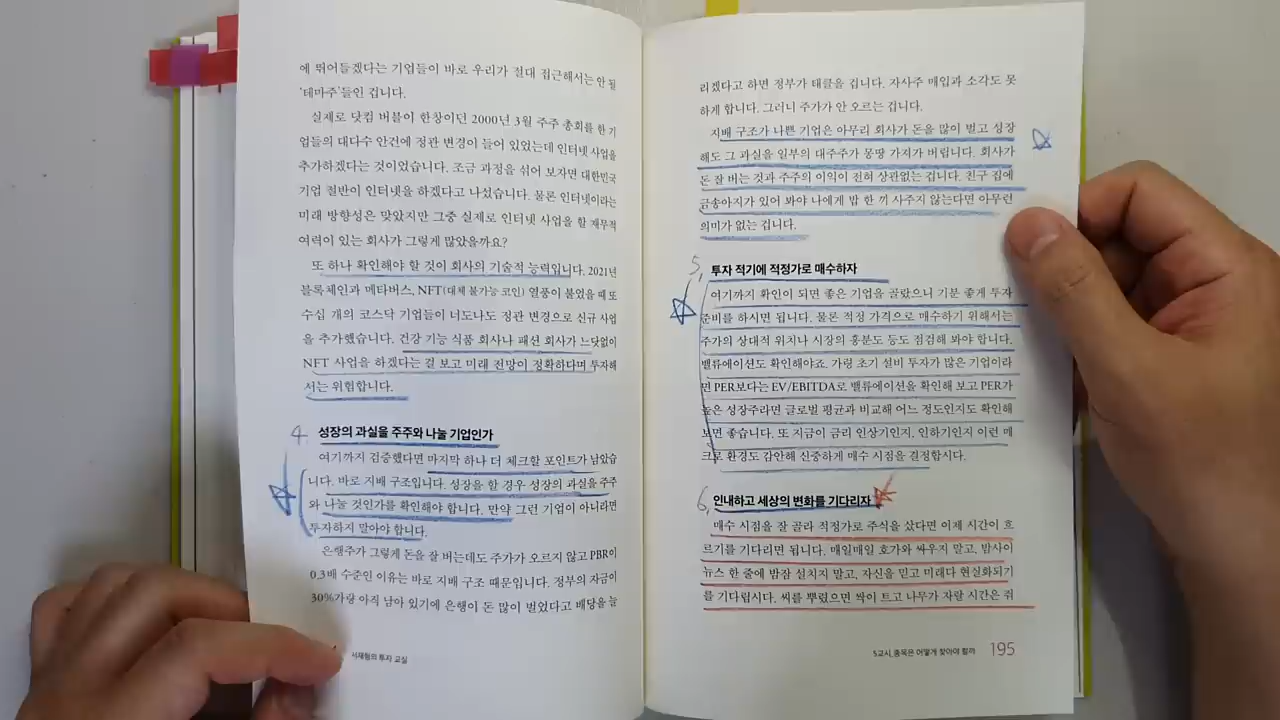 에 뛰어들겠다는 기업들이 바로 우리가 절대 접근해서는 안 될
'테마주'들인 겁니다.
실제로 닷컴 버블이 한창이던 2000년 3월 주주 총회를 한 기
업들의 대다수 안건에 정관 변경이 들어 있었는데 인터넷 사업을
추가하겠다는 것이었습니다. 조금 과정을 섞어 보자면 대한민국
기업 절반이 인터넷을 하겠다고 나섰습니다. 물론 인터넷이라는
미래 방향성은 맞았지만 그중 실제로 인터넷 사업을 할 재무적
여력이 있는 회사가 그렇게 많았을까요?
또 하나 확인해야 할 것이 회사의 기술적 능력입니다. 2021년
블록체인과 메타버스, NFT(대체 불가능 코인) 열풍이 불었을 때 또
수십 개의 코스닥 기업들이 너도나도 정관 변경으로 신규 사업
을 추가했습니다. 건강 기능 식품 회사나 패션 회사가 느닷없이
NFT 사업을 하겠다는 걸 보고 미래 전망이 정확하다며 투자해
서는 위험합니다.
4. 성장의 과실을 주주와 나눌 기업인가
여기까지 검증했다면 마지막 하나 더 체크할 포인트가 남았습
니다. 바로 지배 구조입니다. 성장을 할 경우 성장의 과실을 주주
와 나눌 것인가를 확인해야 합니다. 만약 그런 기업이 아니라면
투자하지 말아야 합니다.
은행주가 그렇게 돈을 잘 버는데도 주가가 오르지 않고 PBR이
0.3배 수준인 이유는 바로 지배 구조 때문입니다. 정부의 자금이
30%가량 아직 남아 있기에 은행이 돈 많이 벌었다고 배당을 늘
서재형의 투자 교실
리겠다고 하면 정부가 태클을 겁니다. 자사주 매입과 소각도 못
하게 합니다. 그러니 주가가 안 오르는 겁니다.
지배 구조가 나쁜 기업은 아무리 회사가 돈을 많이 벌고 성장
해도 그 과실을 일부의 대주주가 몽땅 가지가 버립니다. 회사가
돈 잘 버는 것과 주주의 이익이 전혀 상관없는 겁니다. 친구 집에
금송아지가 있어 봐야 나에게 밥 한 끼 사주지 않는다면 아무런
의미가 없는 겁니다.
5. 투자 적기에 적정가로 매수하자
여기까지 확인이 되면 좋은 기업을 골랐으니 기분 좋게 투자
준비를 하시면 됩니다. 물론 적정 가격으로 매수하기 위해서는
주가의 상대적 위치나 시장의 흥분도 등도 점검해 봐야 합니다.
밸류에이션도 확인해야죠. 가령 초기 설비 투자가 많은 기업이라
면 PER보다는 EV/EBITDA로 밸류에이션을 확인해 보고 PER가
높은 성장주라면 글로벌 평균과 비교해 어느 정도인지도 확인해
보면 좋습니다. 또 지금이 금리 인상기인지, 인하기인지 이런 매
크로 환경도 감안해 신중하게 매수 시점을 결정합시다.
6. 인내하고 세상의 변화를 기다리자
매수 시점을 잘 골라 적정가로 주식을 샀다면 이제 시간이 흐
르기를 기다리면 됩니다. 매일매일 호가와 싸우지 말고, 밤사이
뉴스 한 줄에 밤잠 설치지 말고, 자신을 믿고 미래다 현실화되기
를 기다립시다. 씨를 뿌렸으면 싹이 트고 나무가 자랄 시간은 줘
5교시_종목은 어떻게 찾아야 할까 195